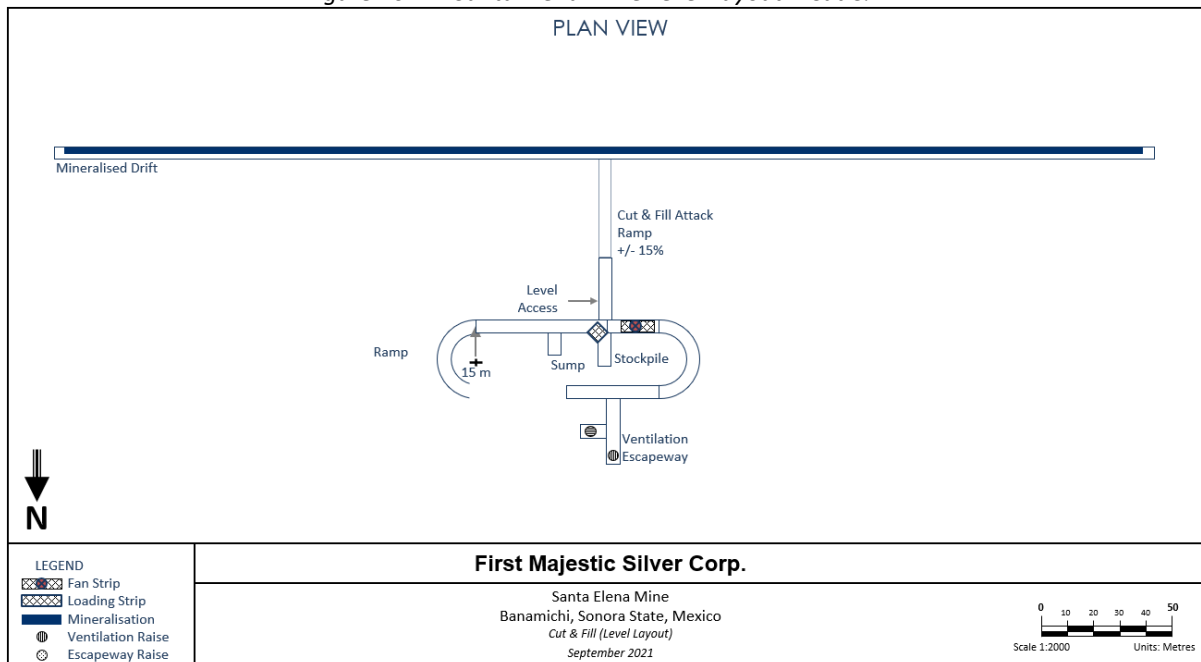 PLAN VIEW
Mineralised Drift
Cut & Fill Attack
Ramp
+/- 15%
Level
Access
Ramp
15 m
Sump
Stockpile
Ventilation
Escapeway
N
LEGEND
Fan Strip
Loading Strip
Mineralisation
Ventilation Raise
Escapeway Raise
First Majestic Silver Corp.
Santa Elena Mine
Banamichi, Sonora State, Mexico
Cut & Fill (Level Layout)
September 2021
0 10 20 30 40 50
Scale 1:2000 Units: Metres